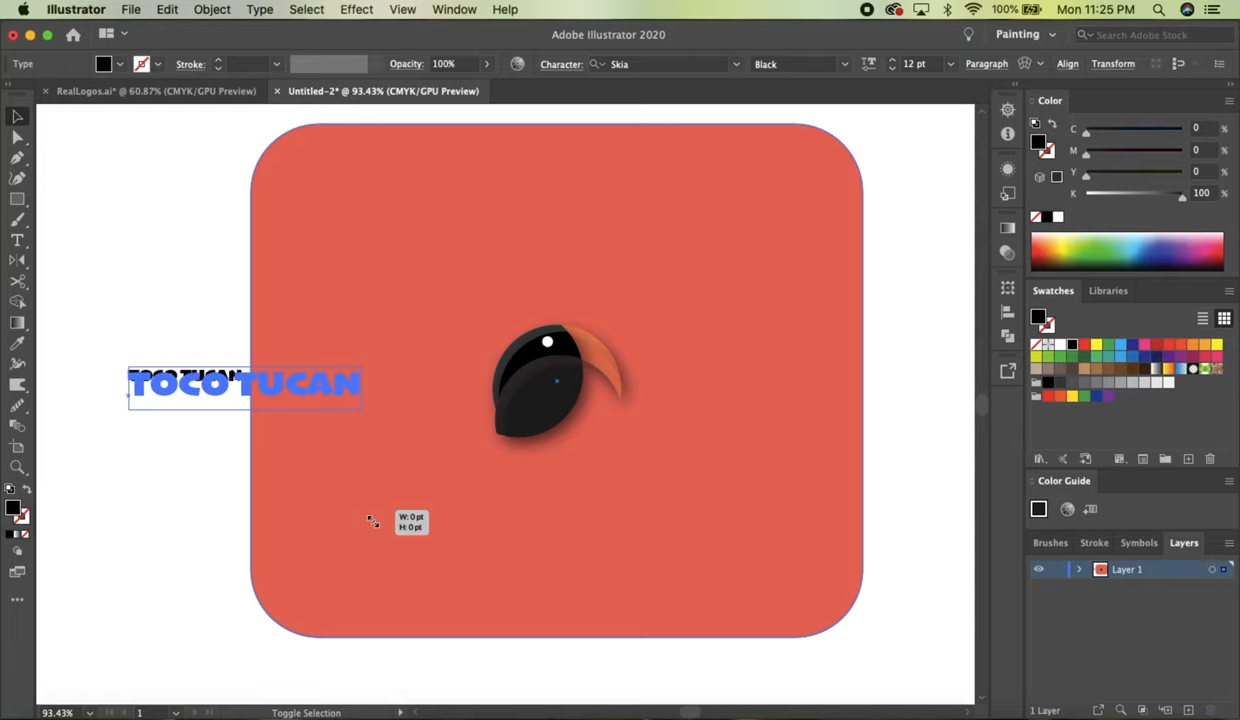 Illustrator File Edit Object Type Select Effect View Window Help 100% Mon 11:25 PM
Adobe Illustrator 2020 Painting Search Adobe Stock
Type Stroke: Opacity: 100% Character: Skia Black 12 pt Paragraph Align Transform
RealLogos.ai* @ 60.87% (CMYK/GPU Preview) Untitled-2* @ 93.43% (CMYK/GPU Preview)
Color
C 0 %
M 0 %
Y 0 %
K 100 %
Swatches Libraries
TOCO TUCAN
TOCO TUCAN
Color Guide
W: 0 pt
H: 0 pt
Brushes Stroke Symbols Layers
Layer 1
93.43% 1 Toggle Selection 1 Layer